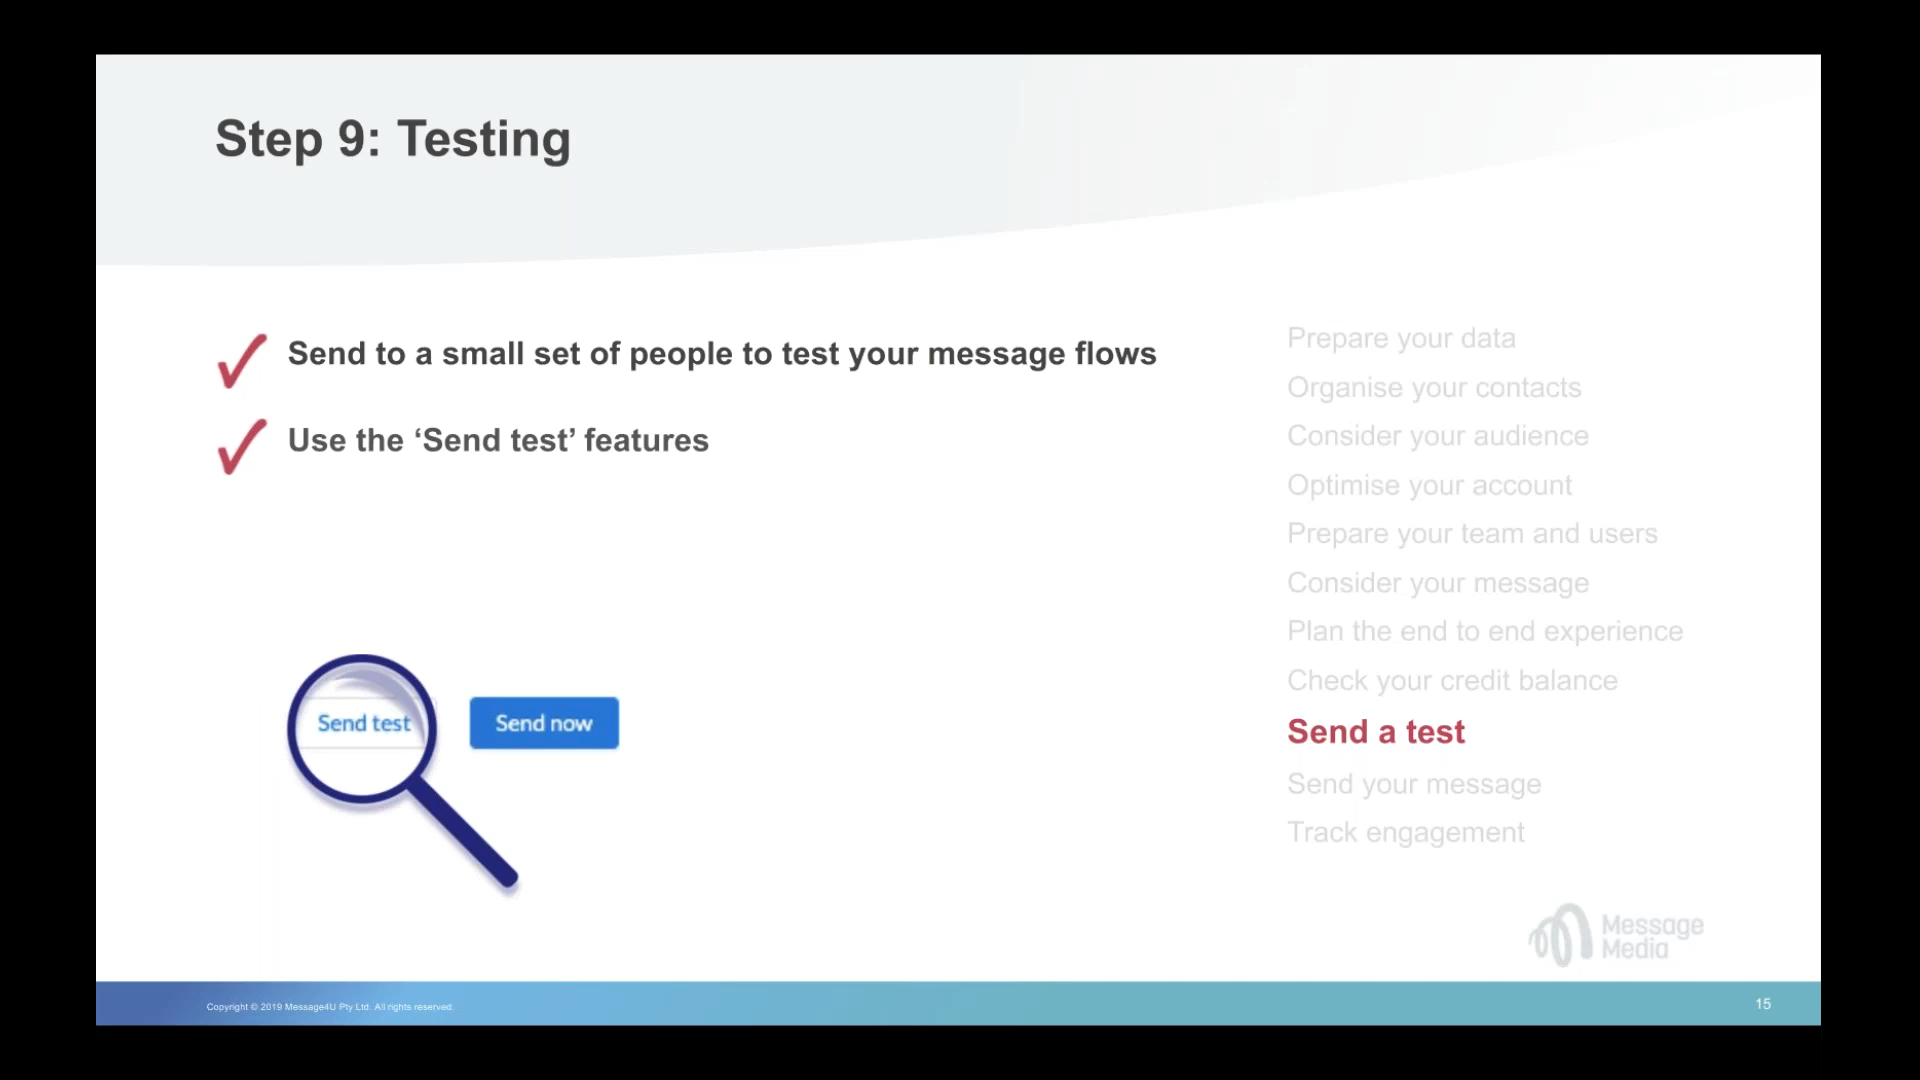 Step 9: Testing
Send to a small set of people to test your message flows
Use the ‘Send test’ features
Send test
Send now
Prepare your data
Organise your contacts
Consider your audience
Optimise your account
Prepare your team and users
Consider your message
Plan the end to end experience
Check your credit balance
Send a test
Send your message
Track engagement
Message
Media
Copyright © 2019 Message4U Pty Ltd. All rights reserved.
15